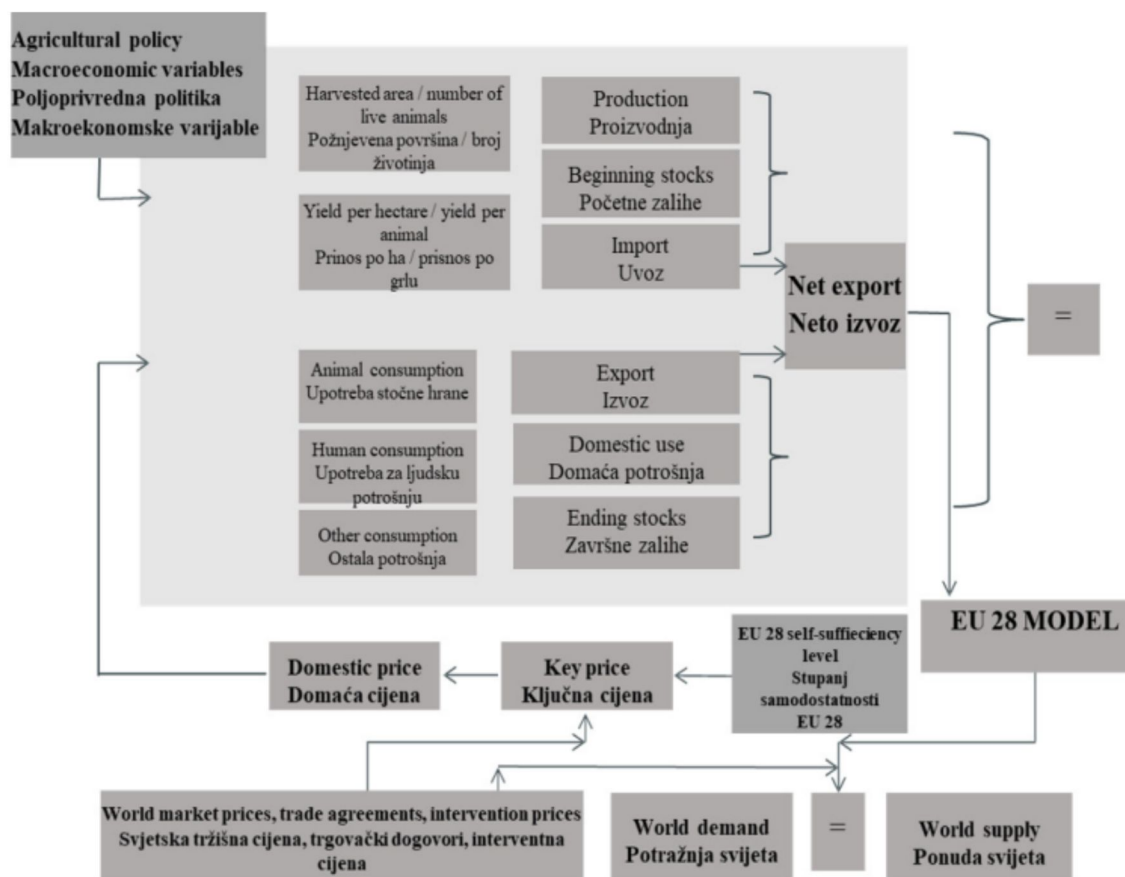 Agricultural policy
Macroeconomic variables
Poljoprivredna politika
Makroekonomske varijable
Harvested area / number of
live animals
Požnjevena površina / broj
životinja
Production
Proizvodnja
Beginning stocks
Početne zalihe
Yield per hectare / yield per
animal
Prinos po ha / prisnos po
grlu
Import
Uvoz
Net export
Neto izvoz
=
Animal consumption
Upotreba stočne hrane
Export
Izvoz
Human consumption
Upotreba za ljudsku
potrošnju
Domestic use
Domaća potrošnja
Other consumption
Ostala potrošnja
Ending stocks
Završne zalihe
EU 28 MODEL
Domestic price
Domaća cijena
Key price
Ključna cijena
EU 28 self-suffieciency
level
Stupanj
samodostatnosti
EU 28
World market prices, trade agreements, intervention prices
Svjetska tržišna cijena, trgovački dogovori, interventna
cijena
World demand
Potražnja svijeta
=
World supply
Ponuda svijeta